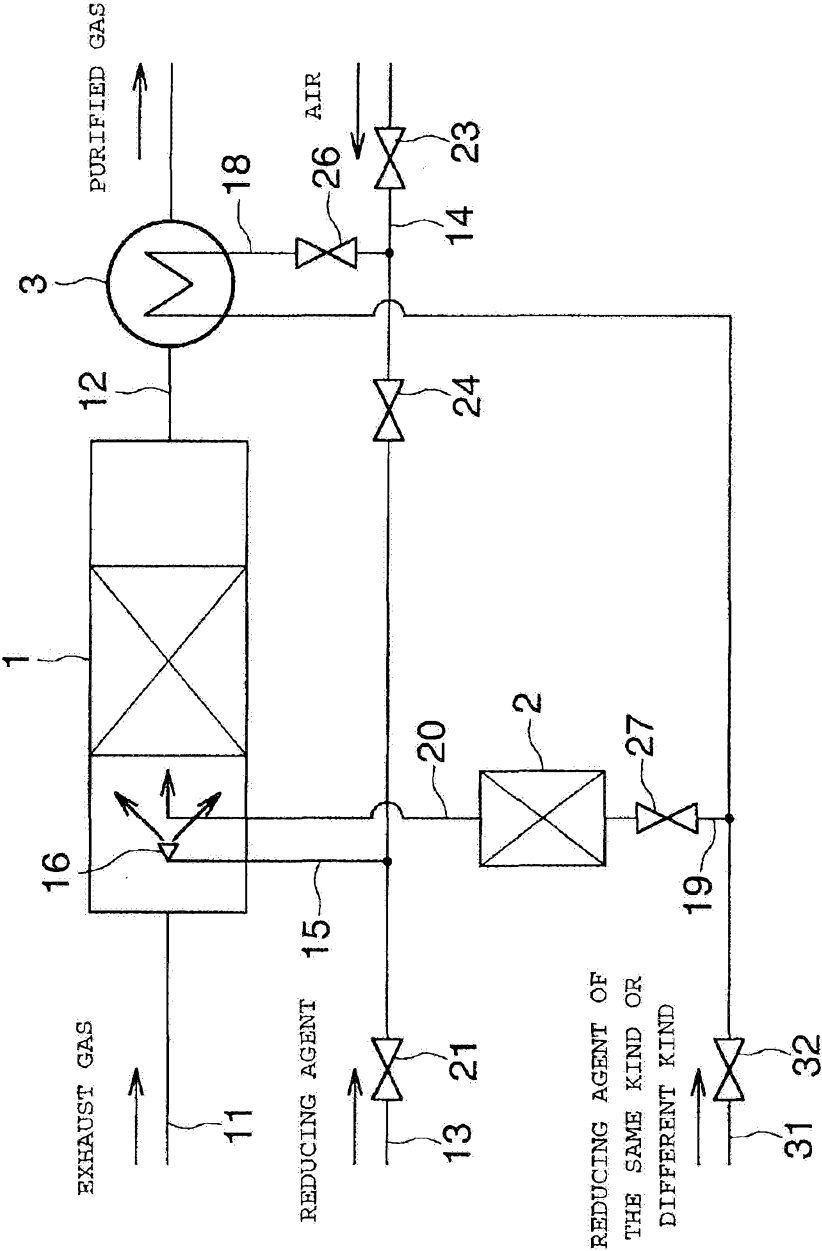 EXHAUST GAS
11
16
1
12
3
PURIFIED GAS
18
26
AIR
23
14
24
REDUCING AGENT
13
21
15
20
2
27
19
REDUCING AGENT OF
THE SAME KIND OR
DIFFERENT KIND
31
32